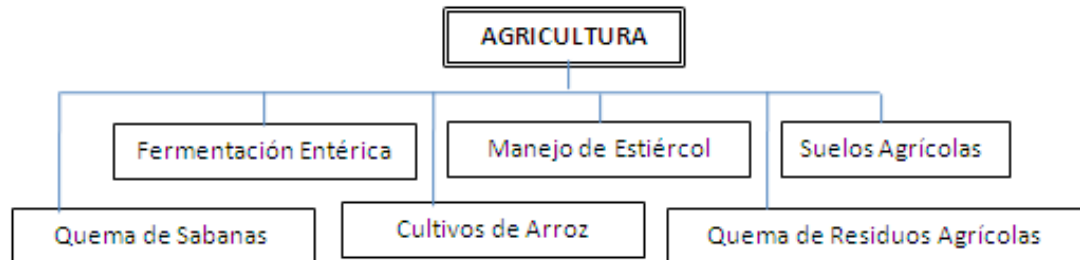 AGRICULTURA
Fermentación Entérica
Manejo de Estiércol
Suelos Agrícolas
Quema de Sabanas
Cultivos de Arroz
Quema de Residuos Agrícolas